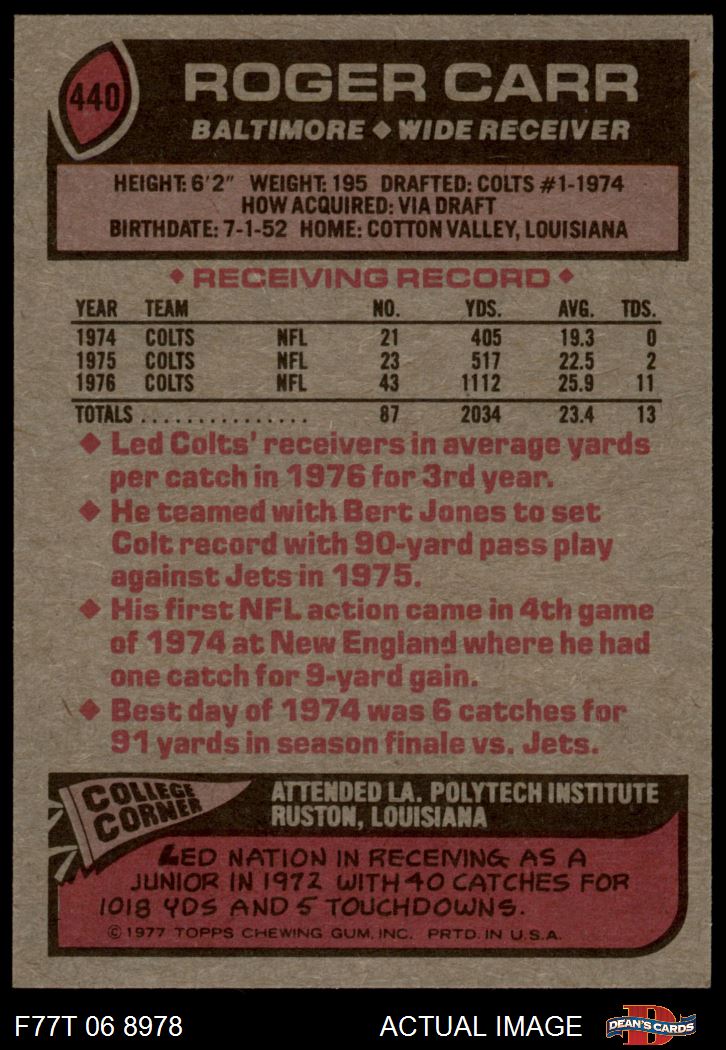 440
ROGER CARR
BALTIMORE ◆ WIDE RECEIVER
HEIGHT: 6'2" WEIGHT: 195 DRAFTED: COLTS #1-1974
HOW ACQUIRED: VIA DRAFT
BIRTHDATE: 7-1-52 HOME: COTTON VALLEY, LOUISIANA
◆ RECEIVING RECORD ◆
YEAR TEAM NO. YDS. AVG. TDS.
1974 COLTS NFL 21 405 19.3 0
1975 COLTS NFL 23 517 22.5 2
1976 COLTS NFL 43 1112 25.9 11
TOTALS ............... 87 2034 23.4 13
◆ Led Colts' receivers in average yards
per catch in 1976 for 3rd year.
◆ He teamed with Bert Jones to set
Colt record with 90-yard pass play
against Jets in 1975.
◆ His first NFL action came in 4th game
of 1974 at New England where he had
one catch for 9-yard gain.
◆ Best day of 1974 was 6 catches for
91 yards in season finale vs. Jets.
COLLEGE
CORNER
ATTENDED LA. POLYTECH INSTITUTE
RUSTON, LOUISIANA
LED NATION IN RECEIVING AS A
JUNIOR IN 1972 WITH 40 CATCHES FOR
1018 YDS AND 5 TOUCHDOWNS.
© 1977 TOPPS CHEWING GUM, INC. PRTD. IN U.S.A.
F77T 06 8978 ACTUAL IMAGE
D
DEAN'S CARDS